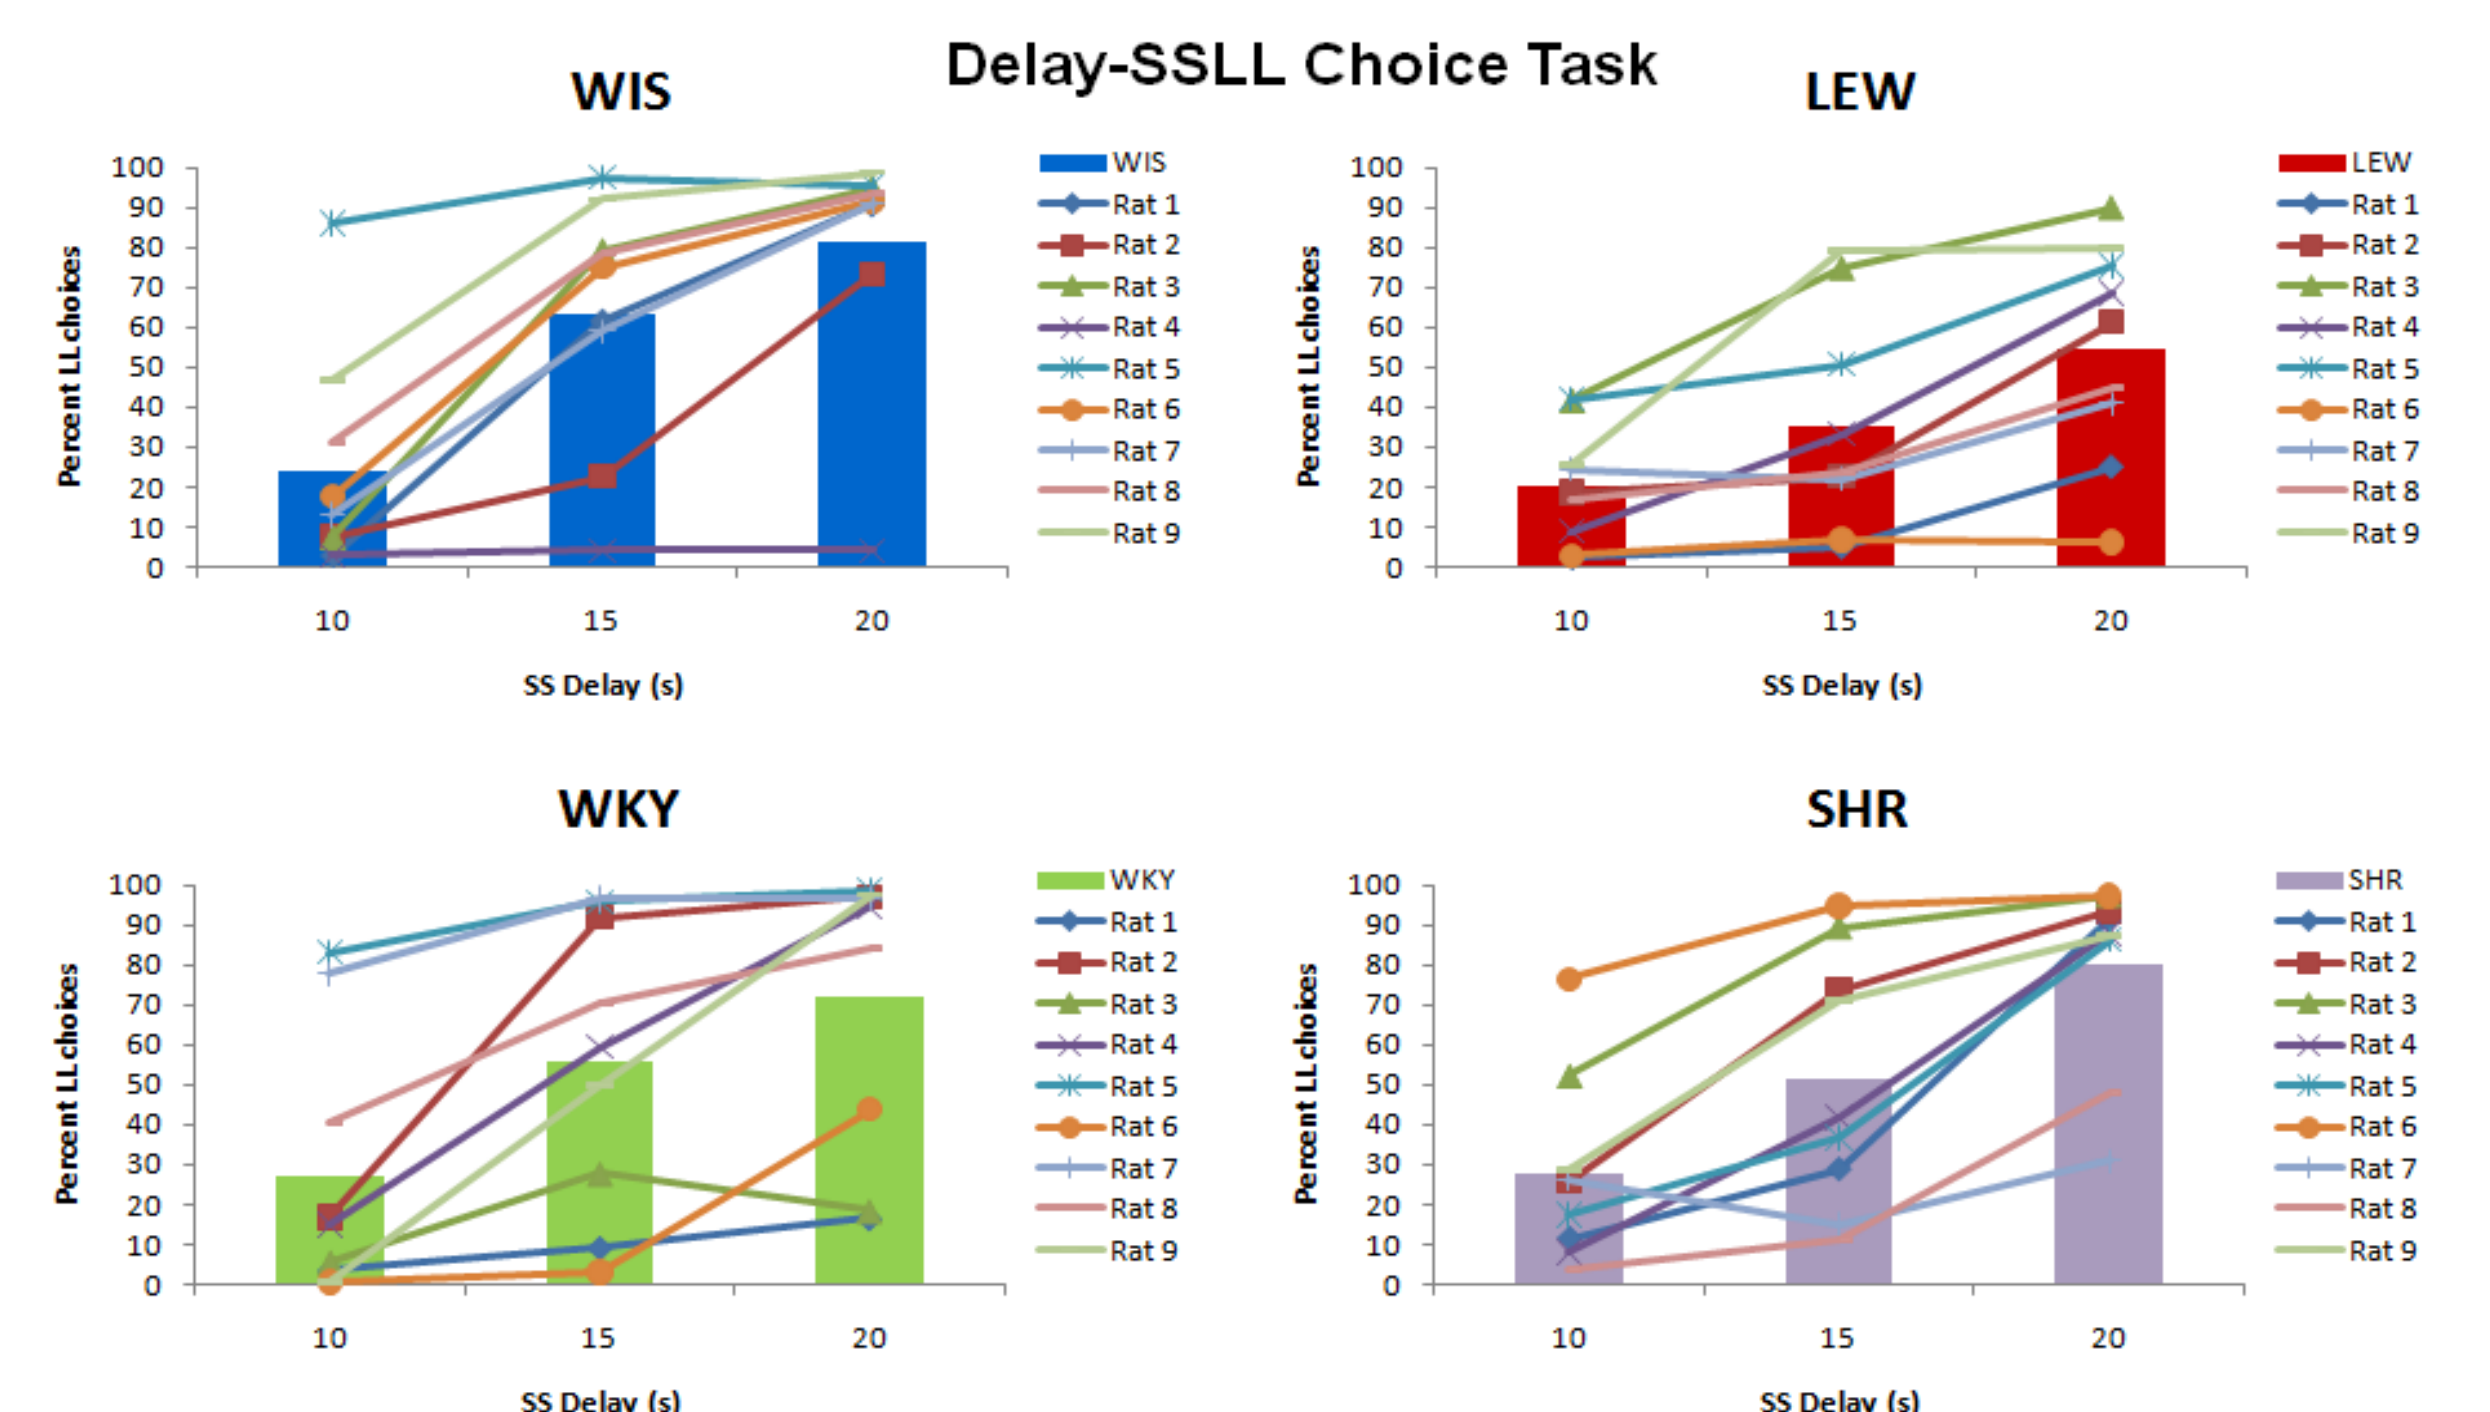 Delay-SSLL Choice Task
WIS
Percent LL choices
100
90
80
70
60
50
40
30
20
10
0
10 15 20
SS Delay (s)
WIS
Rat 1
Rat 2
Rat 3
Rat 4
Rat 5
Rat 6
Rat 7
Rat 8
Rat 9
LEW
Percent LL choices
100
90
80
70
60
50
40
30
20
10
0
10 15 20
SS Delay (s)
LEW
Rat 1
Rat 2
Rat 3
Rat 4
Rat 5
Rat 6
Rat 7
Rat 8
Rat 9
WKY
Percent LL choices
100
90
80
70
60
50
40
30
20
10
0
10 15 20
SS Delay (s)
WKY
Rat 1
Rat 2
Rat 3
Rat 4
Rat 5
Rat 6
Rat 7
Rat 8
Rat 9
SHR
Percent LL choices
100
90
80
70
60
50
40
30
20
10
0
10 15 20
SS Delay (s)
SHR
Rat 1
Rat 2
Rat 3
Rat 4
Rat 5
Rat 6
Rat 7
Rat 8
Rat 9